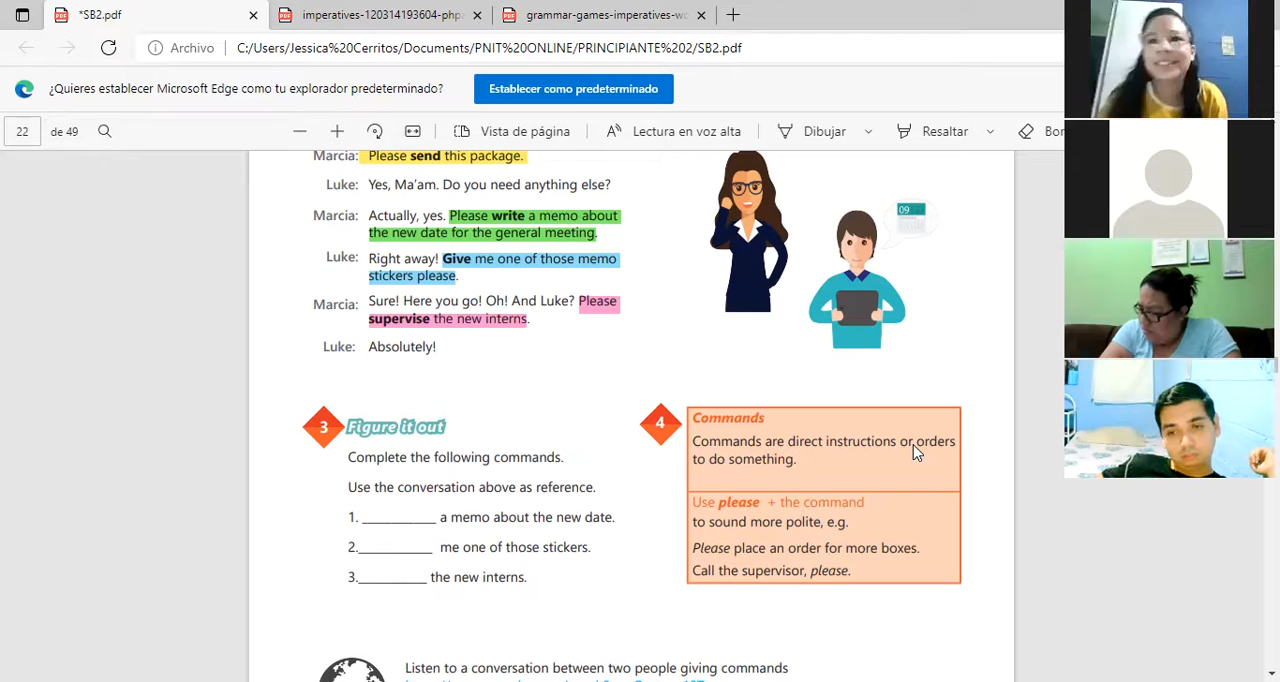 *SB2.pdf
imperatives-120314193604-php
grammar-games-imperatives-w
Archivo
C:/Users/Jessica%20Cerritos/Documents/PNIT%20ONLINE/PRINCIPIANTE%202/SB2.pdf
¿Quieres establecer Microsoft Edge como tu explorador predeterminado?
Establecer como predeterminado
22
de 49
Vista de página
Lectura en voz alta
Dibujar
Resaltar
Bor
Marcia: Please send this package.
Luke: Yes, Ma'am. Do you need anything else?
Marcia: Actually, yes. Please write a memo about
the new date for the general meeting.
Luke: Right away! Give me one of those memo
stickers please.
Marcia: Sure! Here you go! Oh! And Luke? Please
supervise the new interns.
Luke: Absolutely!
09
3 Figure it out
Complete the following commands.
Use the conversation above as reference.
1. __________ a memo about the new date.
2.__________ me one of those stickers.
3._________ the new interns.
4 Commands
Commands are direct instructions or orders
to do something.
Use please + the command
to sound more polite, e.g.
Please place an order for more boxes.
Call the supervisor, please.
Listen to a conversation between two people giving commands